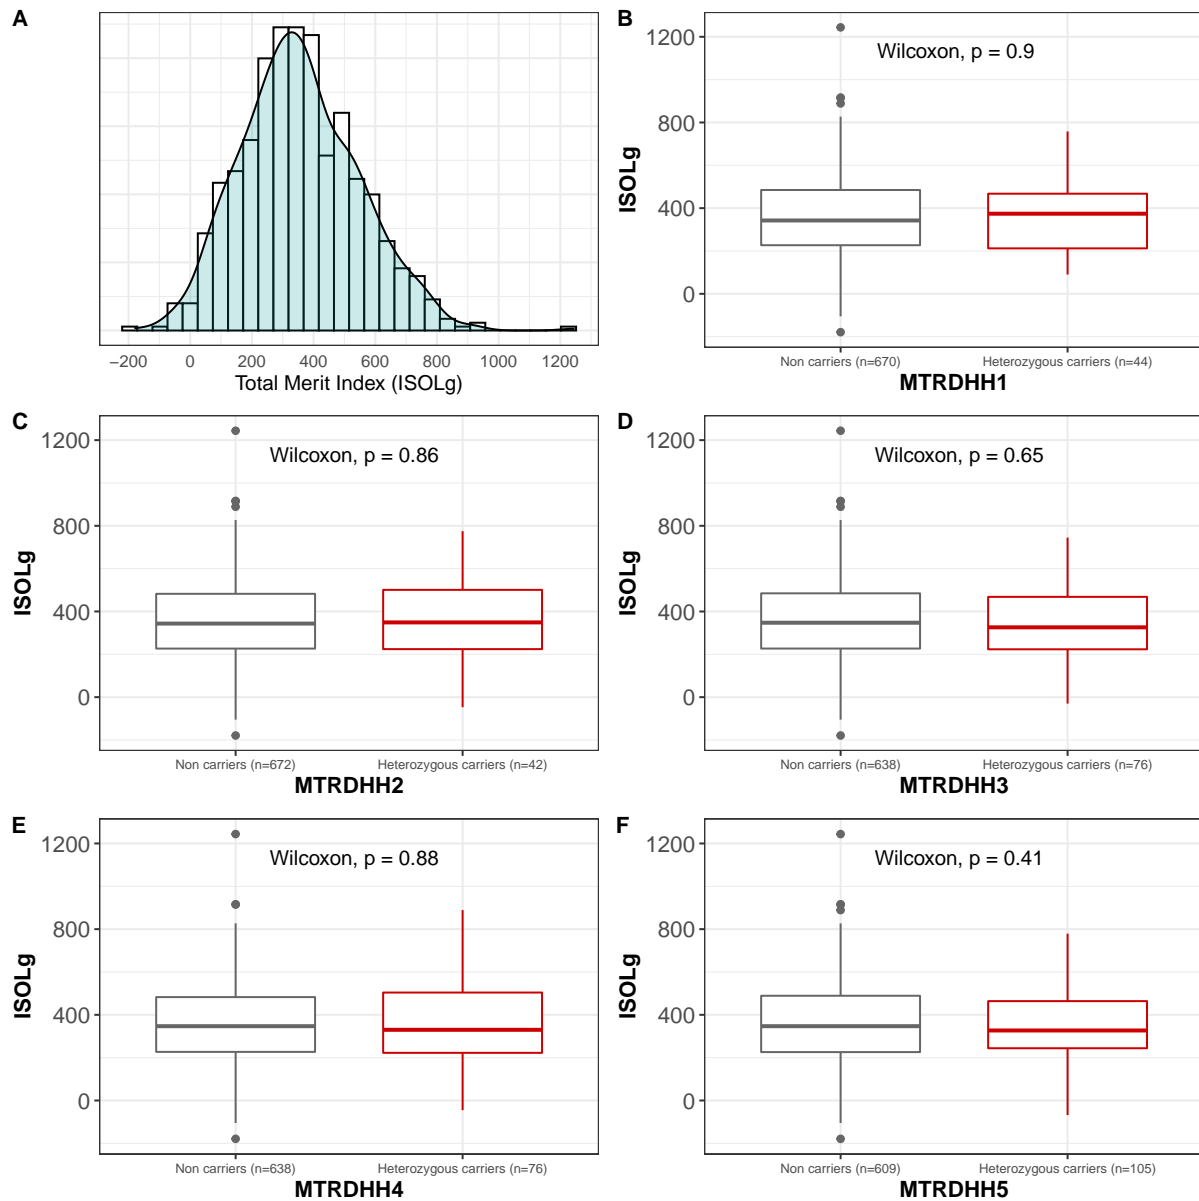 A
−200 0 200 400 600 800 1000 1200
Total Merit Index (ISOLg)
B
Wilcoxon, p = 0.9
1200
800
400
0
ISOLg
Non carriers (n=670) Heterozygous carriers (n=44)
MTRDHH1
C
Wilcoxon, p = 0.86
1200
800
400
0
ISOLg
Non carriers (n=672) Heterozygous carriers (n=42)
MTRDHH2
D
Wilcoxon, p = 0.65
1200
800
400
0
ISOLg
Non carriers (n=638) Heterozygous carriers (n=76)
MTRDHH3
E
Wilcoxon, p = 0.88
1200
800
400
0
ISOLg
Non carriers (n=638) Heterozygous carriers (n=76)
MTRDHH4
F
Wilcoxon, p = 0.41
1200
800
400
0
ISOLg
Non carriers (n=609) Heterozygous carriers (n=105)
MTRDHH5